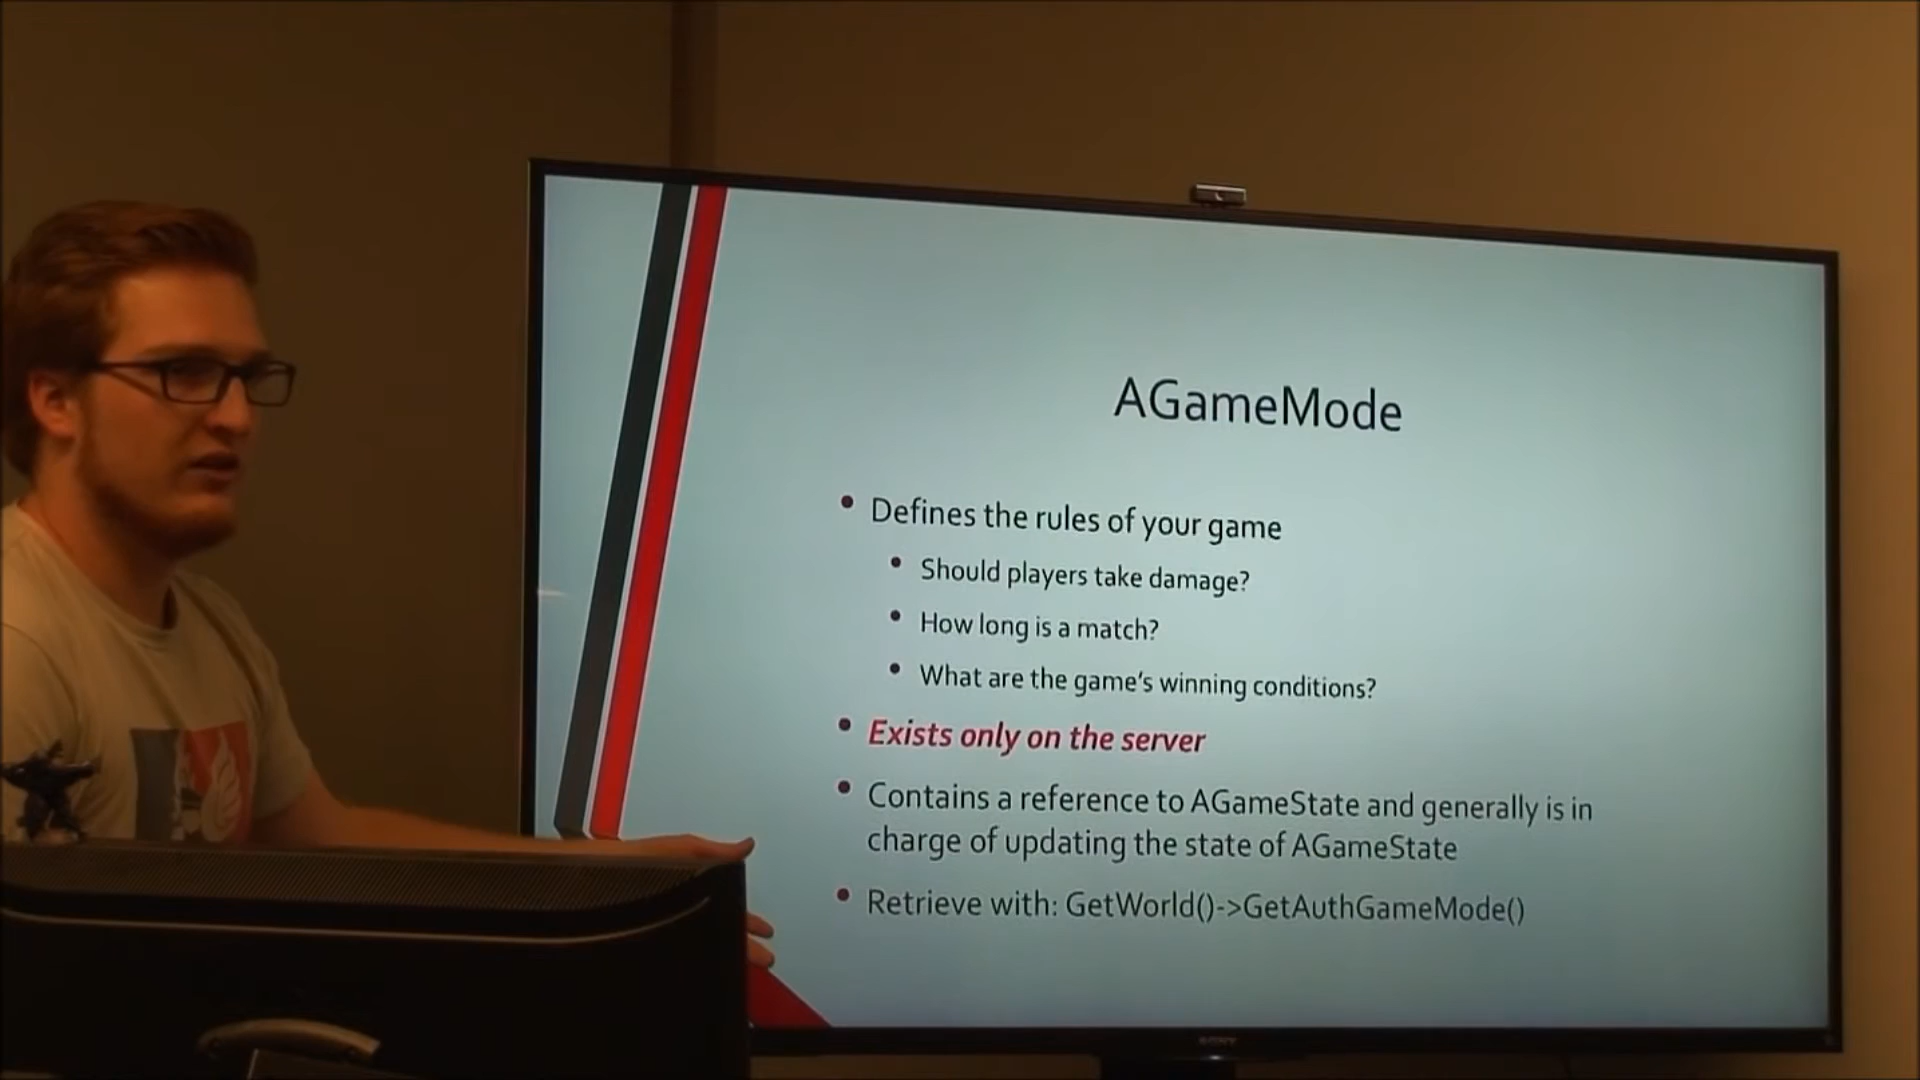 AGameMode
• Defines the rules of your game
• Should players take damage?
• How long is a match?
• What are the game's winning conditions?
• Exists only on the server
• Contains a reference to AGameState and generally is in
charge of updating the state of AGameState
• Retrieve with: GetWorld()->GetAuthGameMode()
SONY